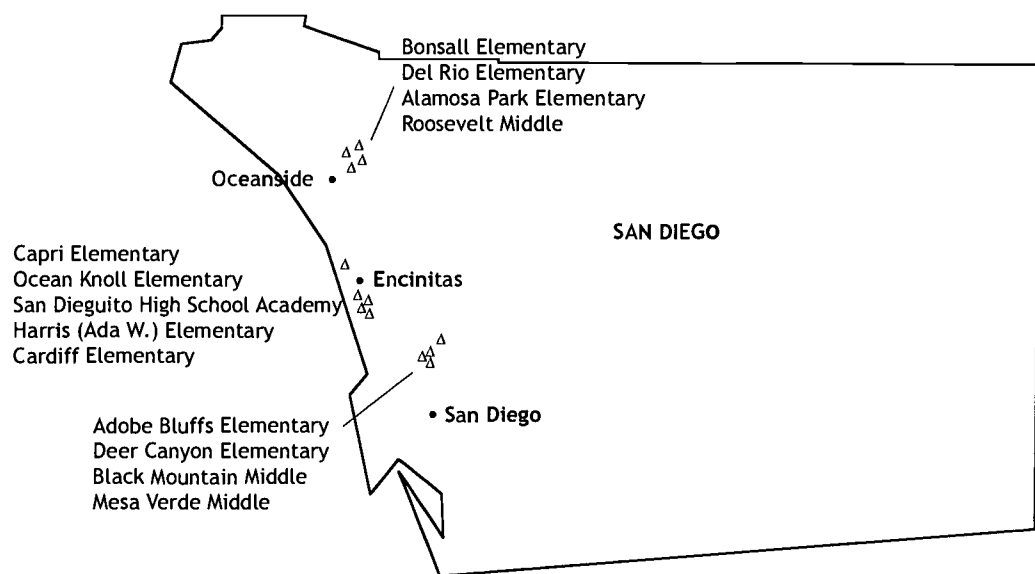 Bonsall Elementary
Del Rio Elementary
Alamosa Park Elementary
Roosevelt Middle
Oceanside
SAN DIEGO
Capri Elementary
Ocean Knoll Elementary
San Dieguito High School Academy
Harris (Ada W.) Elementary
Cardiff Elementary
Encinitas
Adobe Bluffs Elementary
Deer Canyon Elementary
Black Mountain Middle
Mesa Verde Middle
San Diego